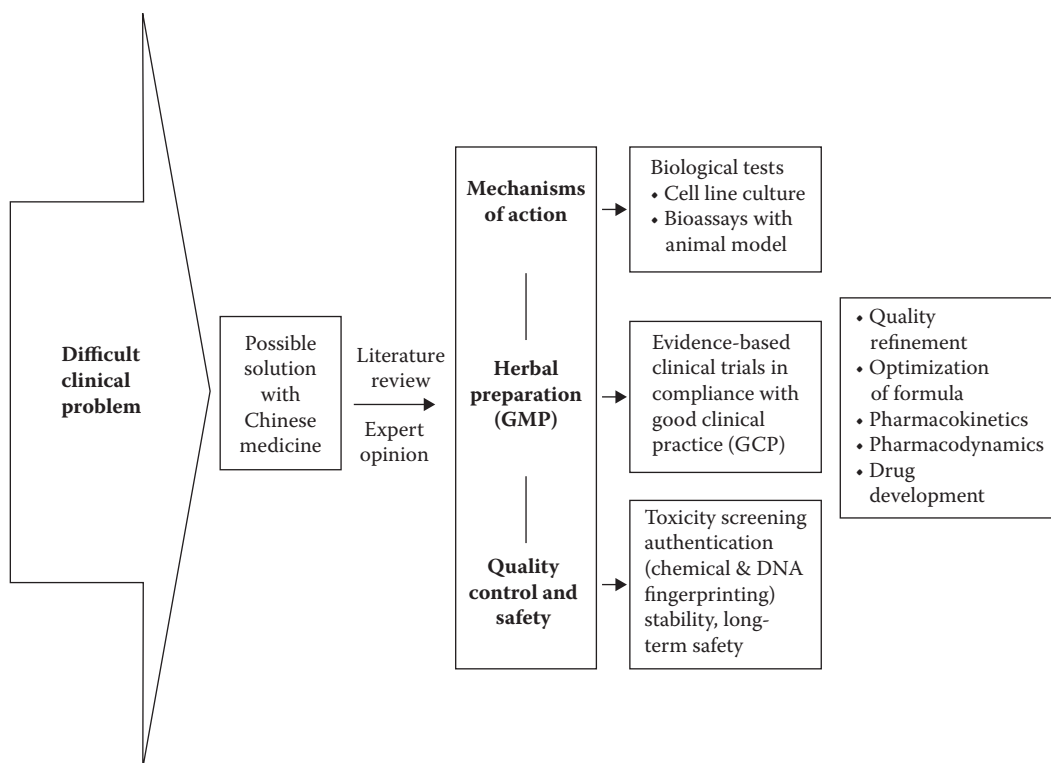 Difficult
clinical
problem
Possible
solution
with
Chinese
medicine
Literature
review
Expert
opinion
Mechanisms
of action
Herbal
preparation
(GMP)
Quality
control and
safety
Biological tests
• Cell line culture
• Bioassays with
animal model
Evidence-based
clinical trials in
compliance with
good clinical
practice (GCP)
Toxicity screening
authentication
(chemical & DNA
fingerprinting)
stability, long-
term safety
• Quality
refinement
• Optimization
of formula
• Pharmacokinetics
• Pharmacodynamics
• Drug
development